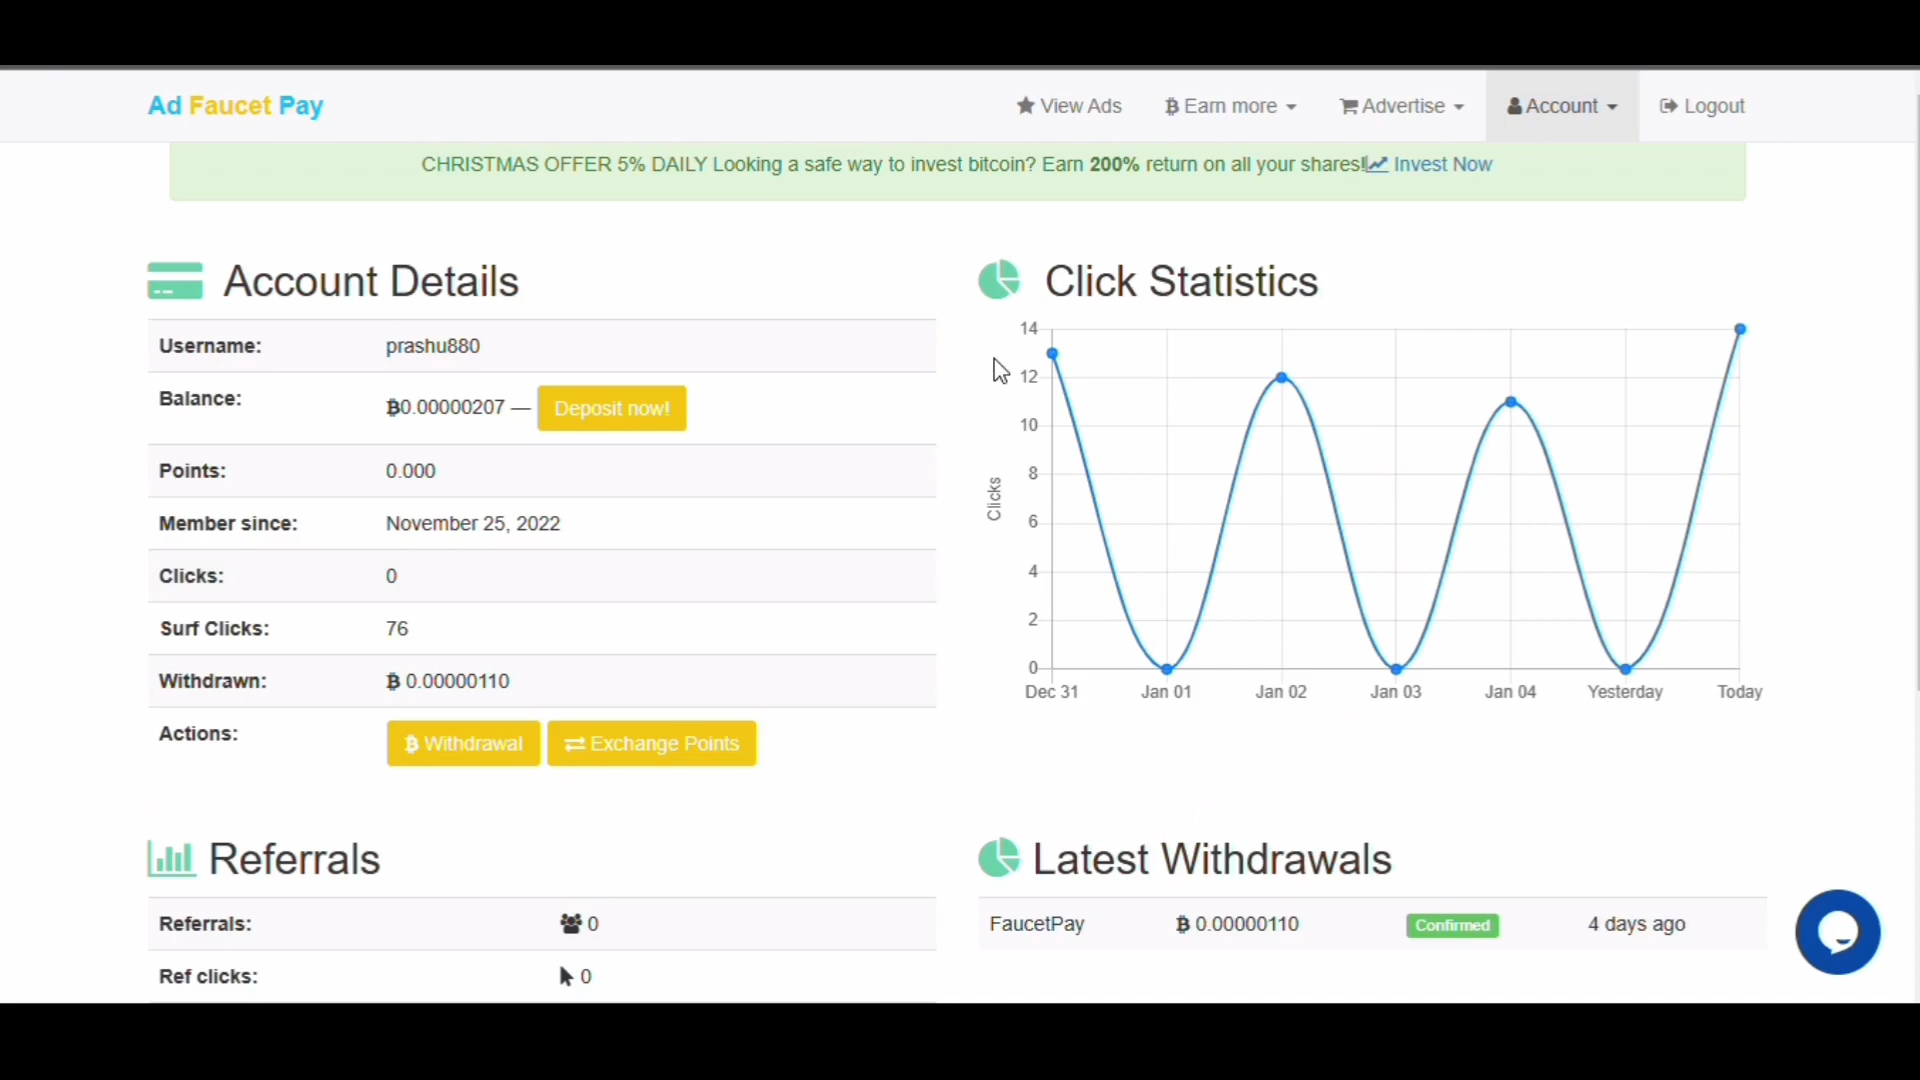 Ad Faucet Pay
View Ads
Earn more
Advertise
Account
Logout
CHRISTMAS OFFER 5% DAILY Looking a safe way to invest bitcoin? Earn 200% return on all your shares! Invest Now
Account Details
Username: prashu880
Balance: ₿0.00000207 — Deposit now!
Points: 0.000
Member since: November 25, 2022
Clicks: 0
Surf Clicks: 76
Withdrawn: ₿ 0.00000110
Actions: ₿ Withdrawal Exchange Points
Click Statistics
14
12
10
8
6
4
2
0
Clicks
Dec 31 Jan 01 Jan 02 Jan 03 Jan 04 Yesterday Today
Referrals
Referrals: 0
Ref clicks: 0
Latest Withdrawals
FaucetPay ₿ 0.00000110 Confirmed 4 days ago